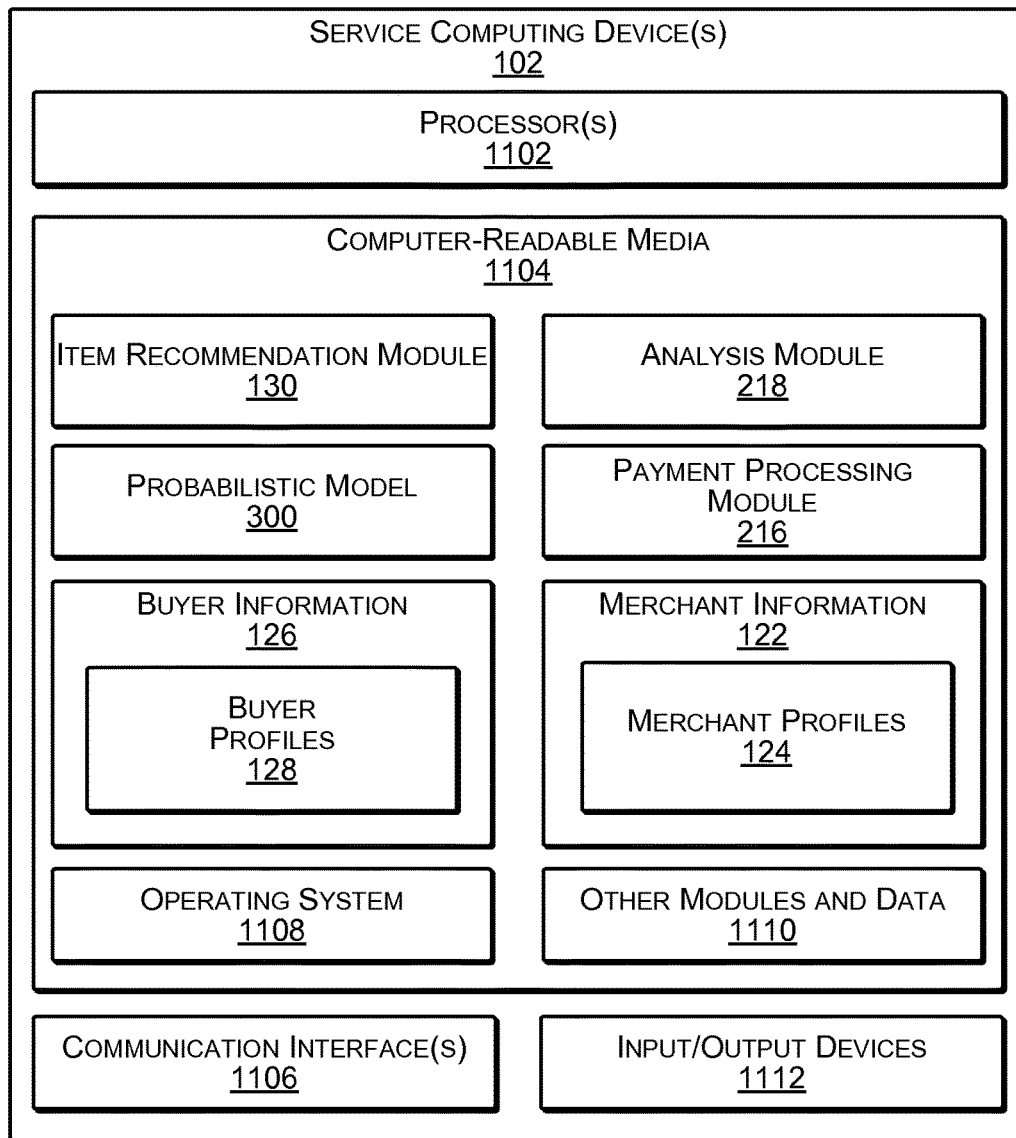 SERVICE COMPUTING DEVICE(S)
102
PROCESSOR(S)
1102
COMPUTER-READABLE MEDIA
1104
ITEM RECOMMENDATION MODULE
130
ANALYSIS MODULE
218
PROBABILISTIC MODEL
300
PAYMENT PROCESSING
MODULE
216
BUYER INFORMATION
126
BUYER
PROFILES
128
MERCHANT INFORMATION
122
MERCHANT PROFILES
124
OPERATING SYSTEM
1108
OTHER MODULES AND DATA
1110
COMMUNICATION INTERFACE(S)
1106
INPUT/OUTPUT DEVICES
1112